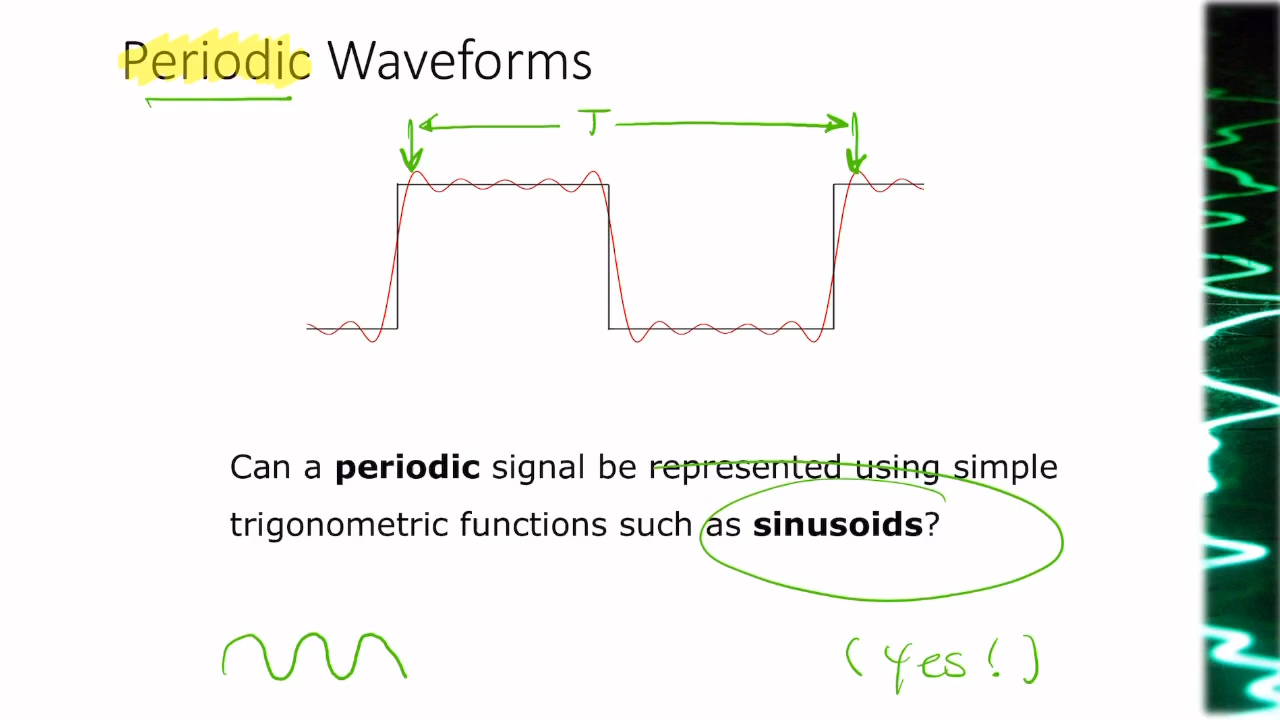 Periodic Waveforms
T
Can a periodic signal be represented using simple
trigonometric functions such as sinusoids?
(Yes!)